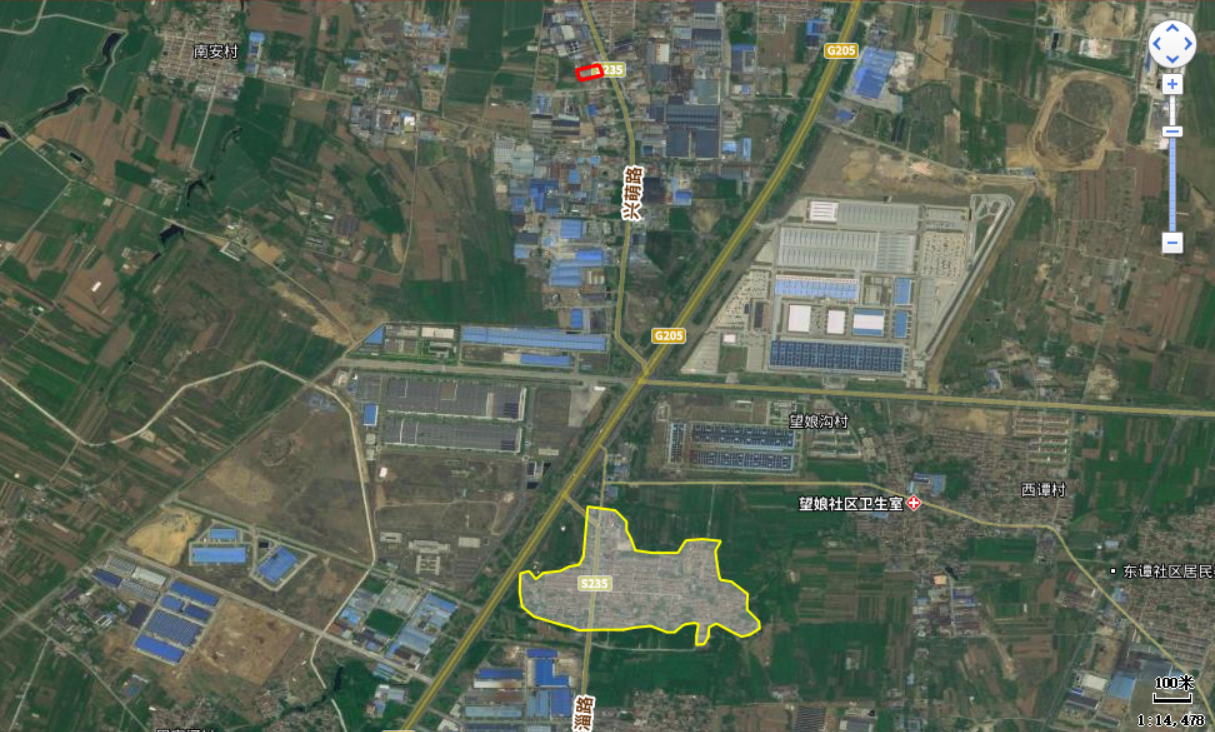 南安村
G205
S235
兴萌路
G205
望娘沟村
西谭村
望娘社区卫生室
东谭社区居民
S235
淄路
100米
1:14,478